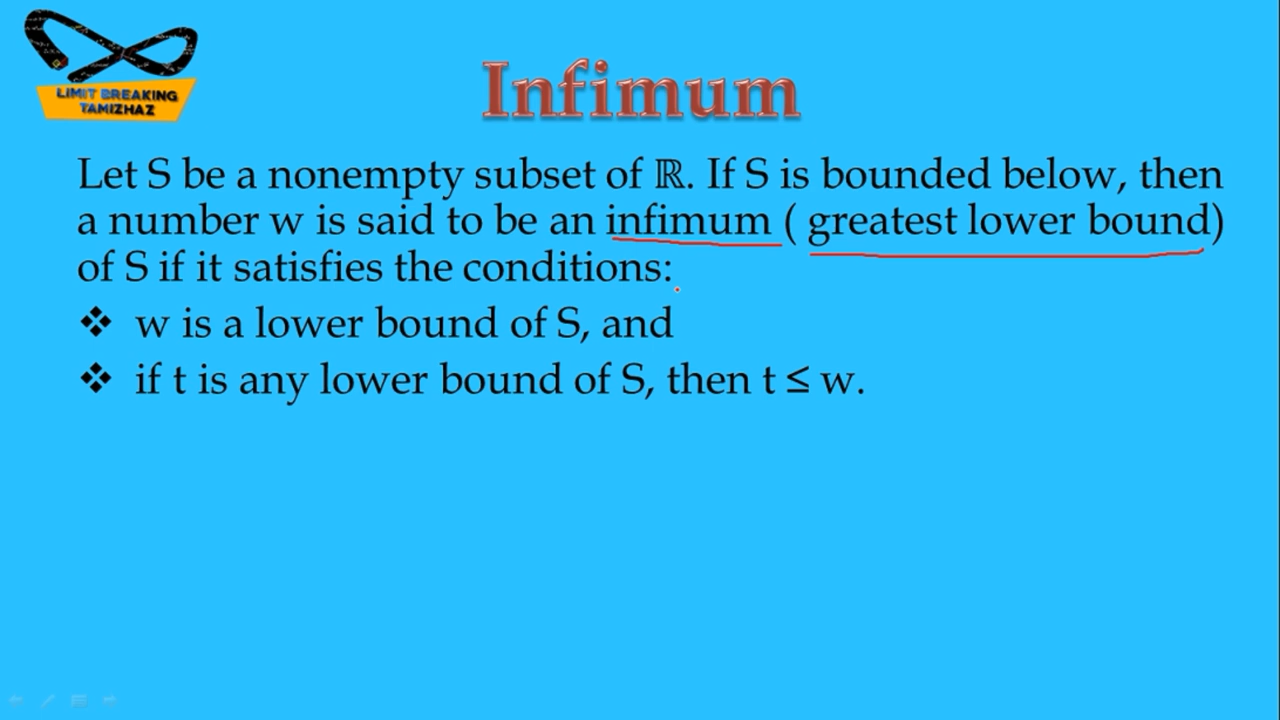 LIMIT BREAKING
TAMIZHAZ
Infimum
Let S be a nonempty subset of ℝ. If S is bounded below, then
a number w is said to be an infimum ( greatest lower bound)
of S if it satisfies the conditions:
❖ w is a lower bound of S, and
❖ if t is any lower bound of S, then t ≤ w.